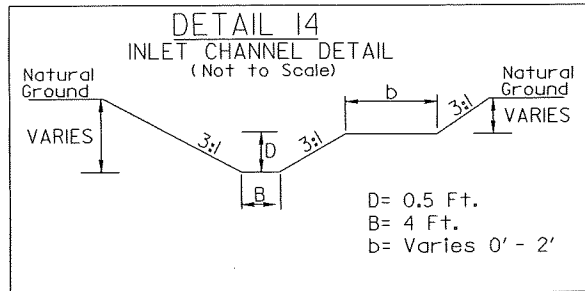 DETAIL 14
INLET CHANNEL DETAIL
(Not to Scale)
Natural
Ground
Natural
Ground
b
VARIES
3:1
D
3:1
3:1
VARIES
B
D= 0.5 Ft.
B= 4 Ft.
b= Varies 0' - 2'